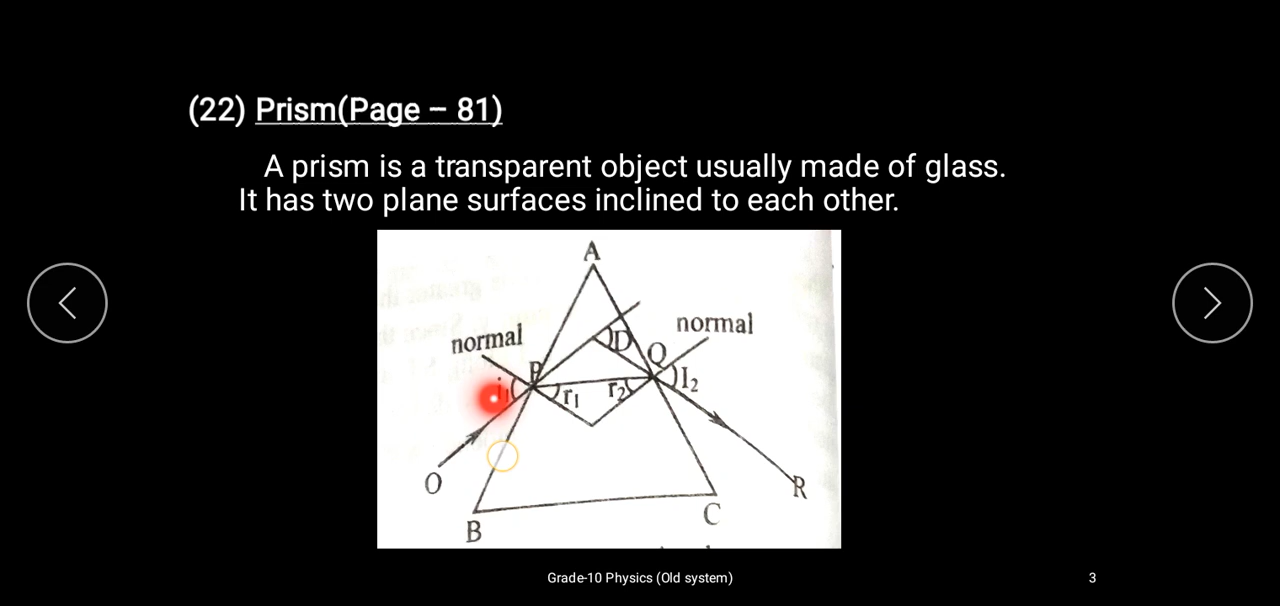 (22) Prism(Page – 81)
A prism is a transparent object usually made of glass.
It has two plane surfaces inclined to each other.
A
normal
normal
D
P
Q
i₁
r₁
r₂
I₂
O
R
B
C
Grade-10 Physics (Old system)
3